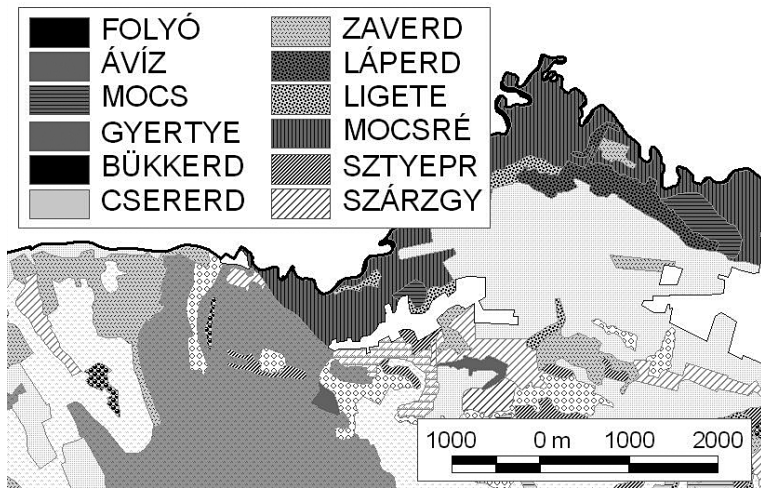 FOLYÓ
ÁVÍZ
MOCS
GYERTYE
BÜKKERD
CSERERD
ZAVERD
LÁPERD
LIGETE
MOCSRÉ
SZTYEPR
SZÁRZGY
1000 0 m 1000 2000